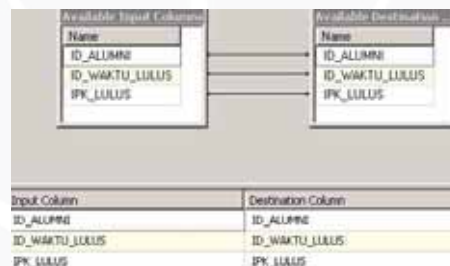 Available Input Columns
Name
ID_ALUMNI
ID_WAKTU_LULUS
IPK_LULUS
Available Destination ...
Name
ID_ALUMNI
ID_WAKTU_LULUS
IPK_LULUS
Input Column Destination Column
ID_ALUMNI ID_ALUMNI
ID_WAKTU_LULUS ID_WAKTU_LULUS
IPK_LULUS IPK_LULUS